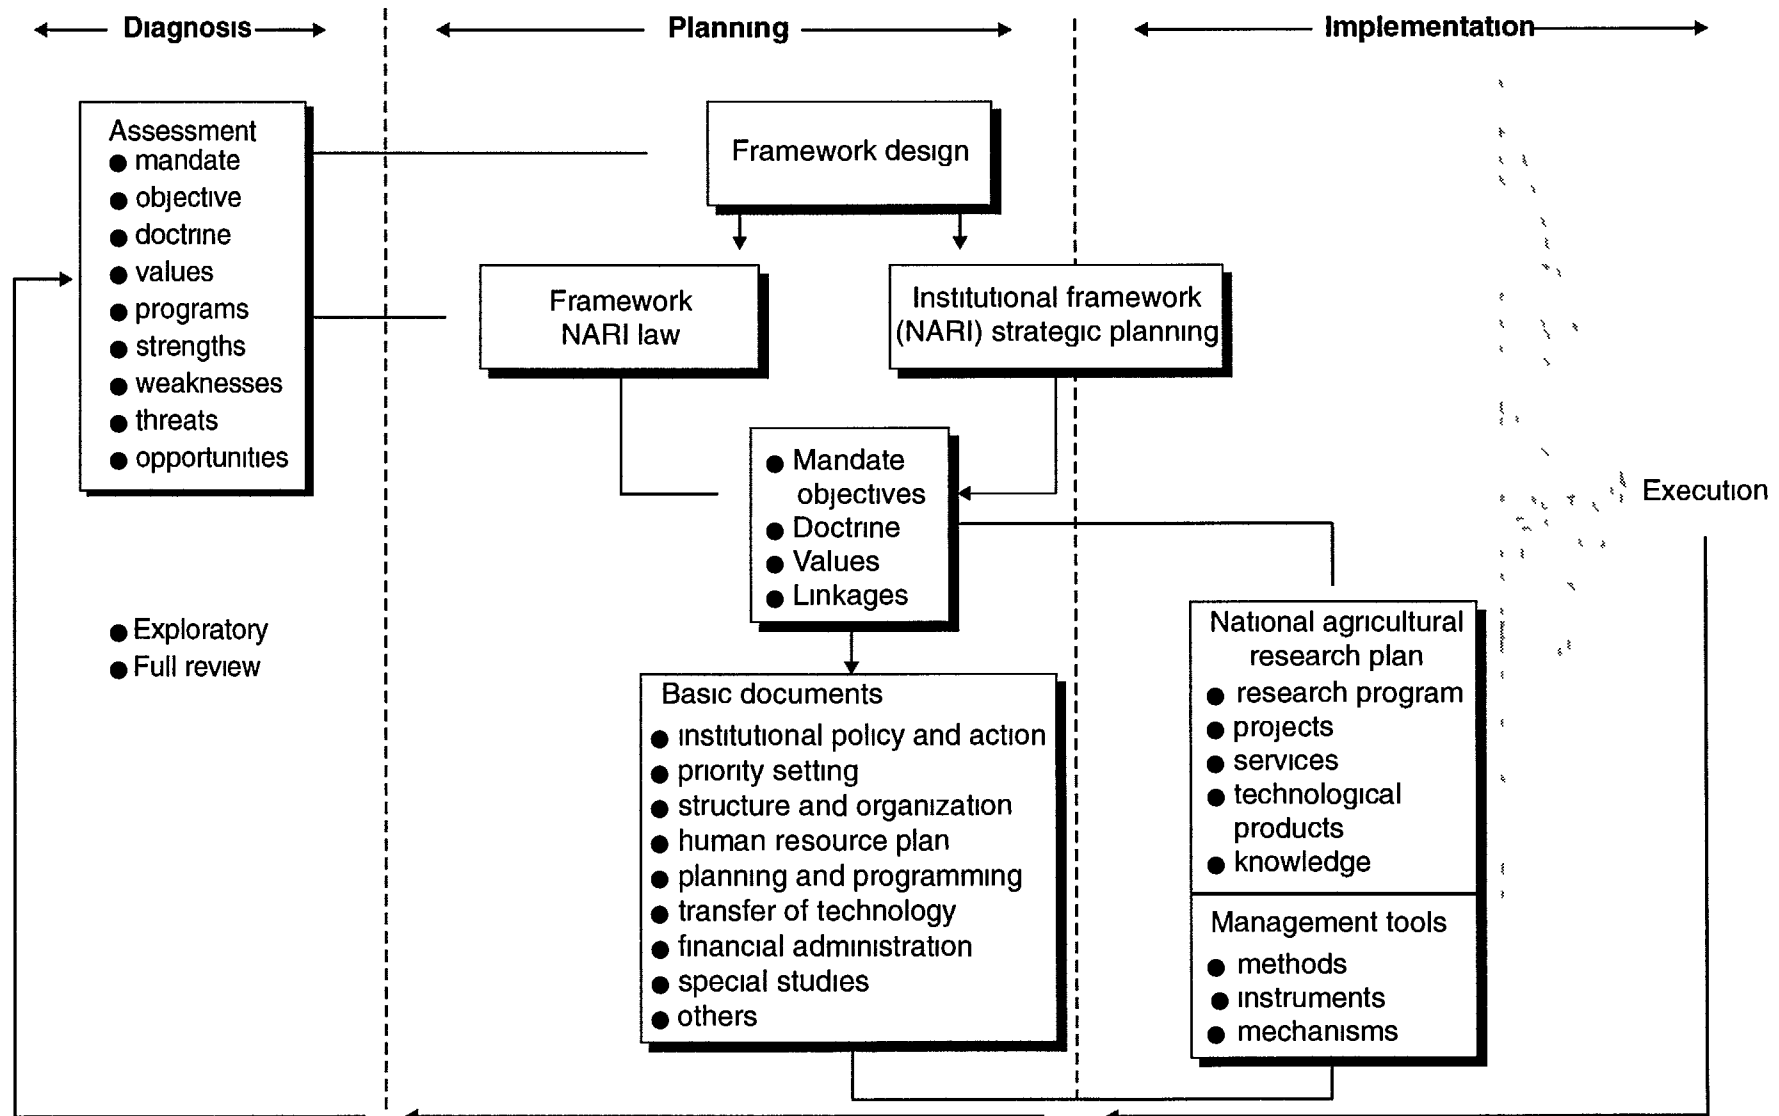 Diagnosis
Planning
Implementation
Assessment
● mandate
● objective
● doctrine
● values
● programs
● strengths
● weaknesses
● threats
● opportunities
● Exploratory
● Full review
Framework design
Framework
NARI law
Institutional framework
(NARI) strategic planning
● Mandate
objectives
● Doctrine
● Values
● Linkages
Basic documents
● institutional policy and action
● priority setting
● structure and organization
● human resource plan
● planning and programming
● transfer of technology
● financial administration
● special studies
● others
National agricultural
research plan
● research program
● projects
● services
● technological
products
● knowledge
Management tools
● methods
● instruments
● mechanisms
Execution